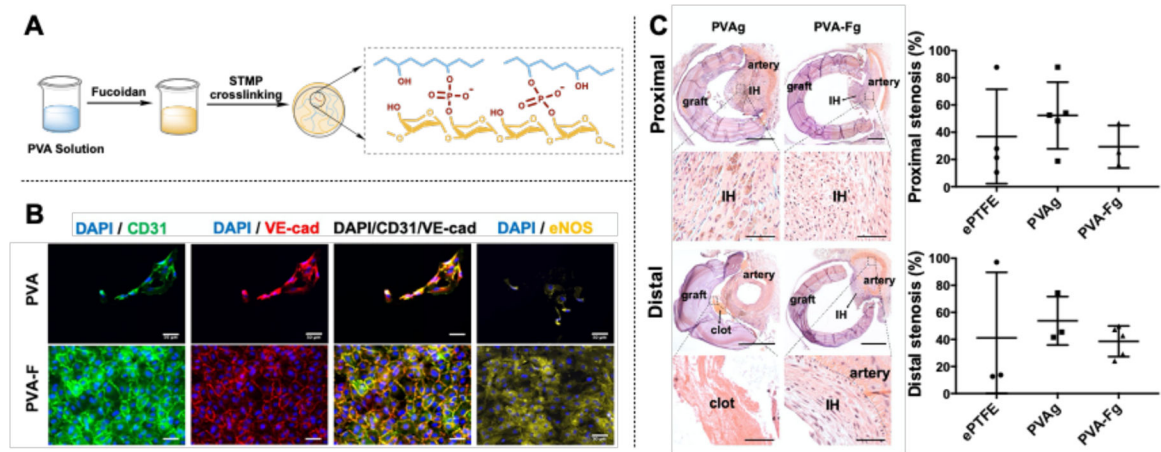 A
Fucoidan
STMP
crosslinking
PVA Solution
OH
OH
O
O
O=P-O⁻
O=P-O⁻
HO
O
HO
O
B
DAPI / CD31
DAPI / VE-cad
DAPI/CD31/VE-cad
DAPI / eNOS
PVA
PVA-F
C
PVAg
PVA-Fg
Proximal
graft
artery
IH
graft
artery
IH
IH
IH
Distal
graft
artery
clot
graft
artery
IH
clot
artery
IH
Proximal stenosis (%)
100
80
60
40
20
0
ePTFE
PVAg
PVA-Fg
Distal stenosis (%)
100
80
60
40
20
0
ePTFE
PVAg
PVA-Fg